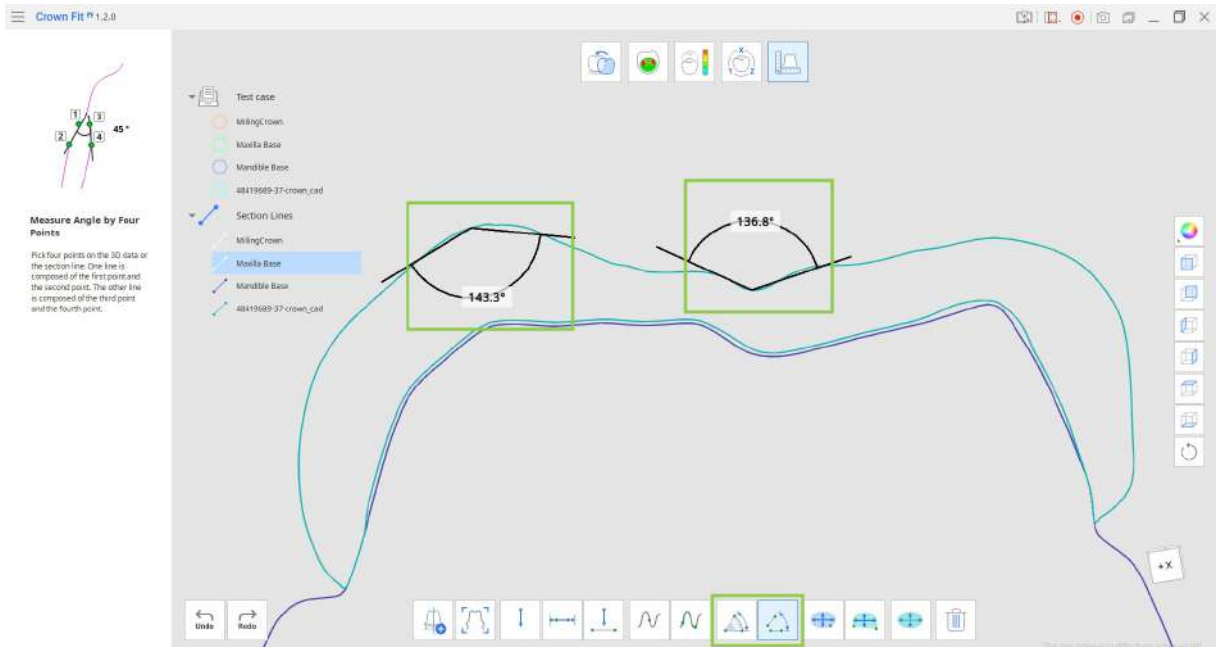 Crown Fit PV 1.2.0
1
3
2
4
45 °
Measure Angle by Four
Points
Pick four points on the 3D data or
the section line. One line is
composed of the first point and
the second point. The other line
is composed of the third point
and the fourth point.
Test case
MilingCrown
Maxilla Base
Mandible Base
48419689-37-crown_cad
Section Lines
MilingCrown
Maxilla Base
Mandible Base
48419689-37-crown_cad
X
Y
Z
143.3°
136.8°
+X
Undo
Redo